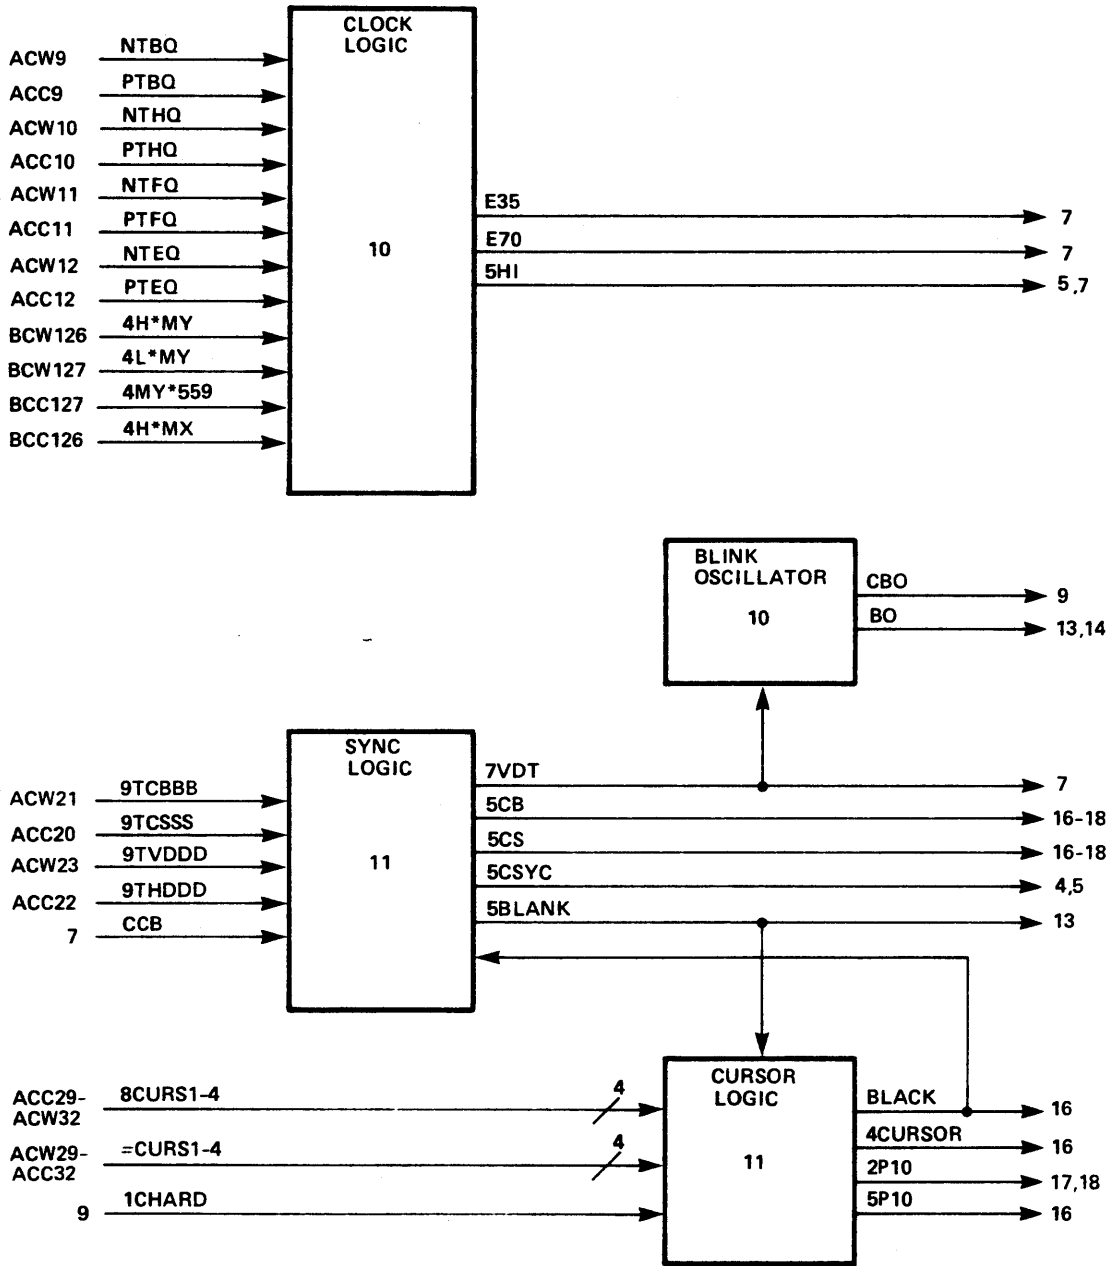 CLOCK
LOGIC
10
ACW9 NTBQ
ACC9 PTBQ
ACW10 NTHQ
ACC10 PTHQ
ACW11 NTFQ
ACC11 PTFQ
ACW12 NTEQ
ACC12 PTEQ
BCW126 4H*MY
BCW127 4L*MY
BCC127 4MY*559
BCC126 4H*MX
E35 7
E70 7
5HI 5,7
BLINK
OSCILLATOR
10
CBO 9
BO 13,14
SYNC
LOGIC
11
ACW21 9TCBBB
ACC20 9TCSSS
ACW23 9TVDDD
ACC22 9THDDD
7 CCB
7VDT 7
5CB 16-18
5CS 16-18
5CSYC 4,5
5BLANK 13
CURSOR
LOGIC
11
ACC29-
ACW32
8CURS1-4 4
ACW29-
ACC32
=CURS1-4 4
9 1CHARD
BLACK 16
4CURSOR 16
2P10 17,18
5P10 16